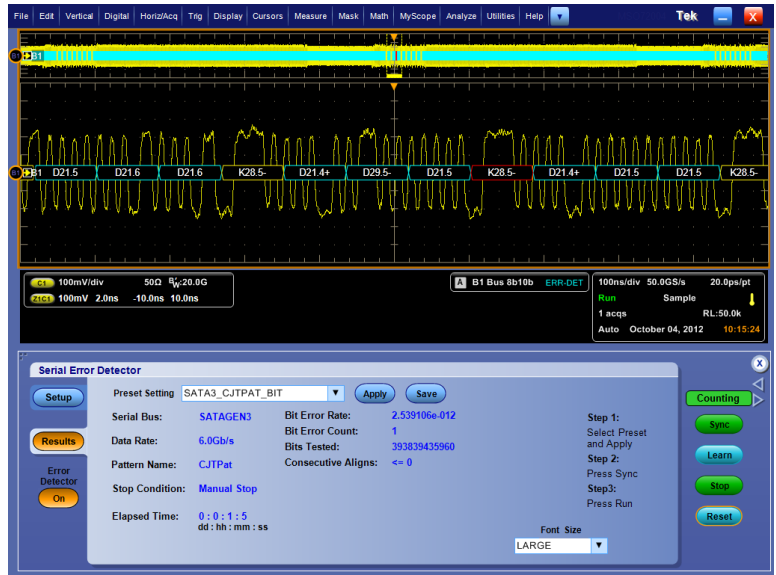 File Edit Vertical Digital Horiz/Acq Trig Display Cursors Measure Mask Math MyScope Analyze Utilities Help Tek X
B1 B1
B1 B1 D21.5 D21.6 D21.6 K28.5- D21.4+ D29.5- D21.5 K28.5- D21.4+ D21.5 D21.5 K28.5-
C1 100mV/div 50Ω BW:20.0G
Z1C1 100mV 2.0ns -10.0ns 10.0ns
A B1 Bus 8b10b ERR-DET
100ns/div 50.0GS/s 20.0ps/pt
Run Sample
1 acqs RL:50.0k
Auto October 04, 2012 10:15:24
Serial Error Detector X
Setup
Results
Error
Detector
On
Preset Setting SATA3_CJTPAT_BIT Apply Save
Serial Bus: SATAGEN3
Data Rate: 6.0Gb/s
Pattern Name: CJTPat
Stop Condition: Manual Stop
Elapsed Time: 0 : 0 : 1 : 5
dd : hh : mm : ss
Bit Error Rate: 2.539106e-012
Bit Error Count: 1
Bits Tested: 393839435960
Consecutive Aligns: <= 0
Step 1:
Select Preset
and Apply
Step 2:
Press Sync
Step3:
Press Run
Font Size
LARGE
Counting
Sync
Learn
Stop
Reset